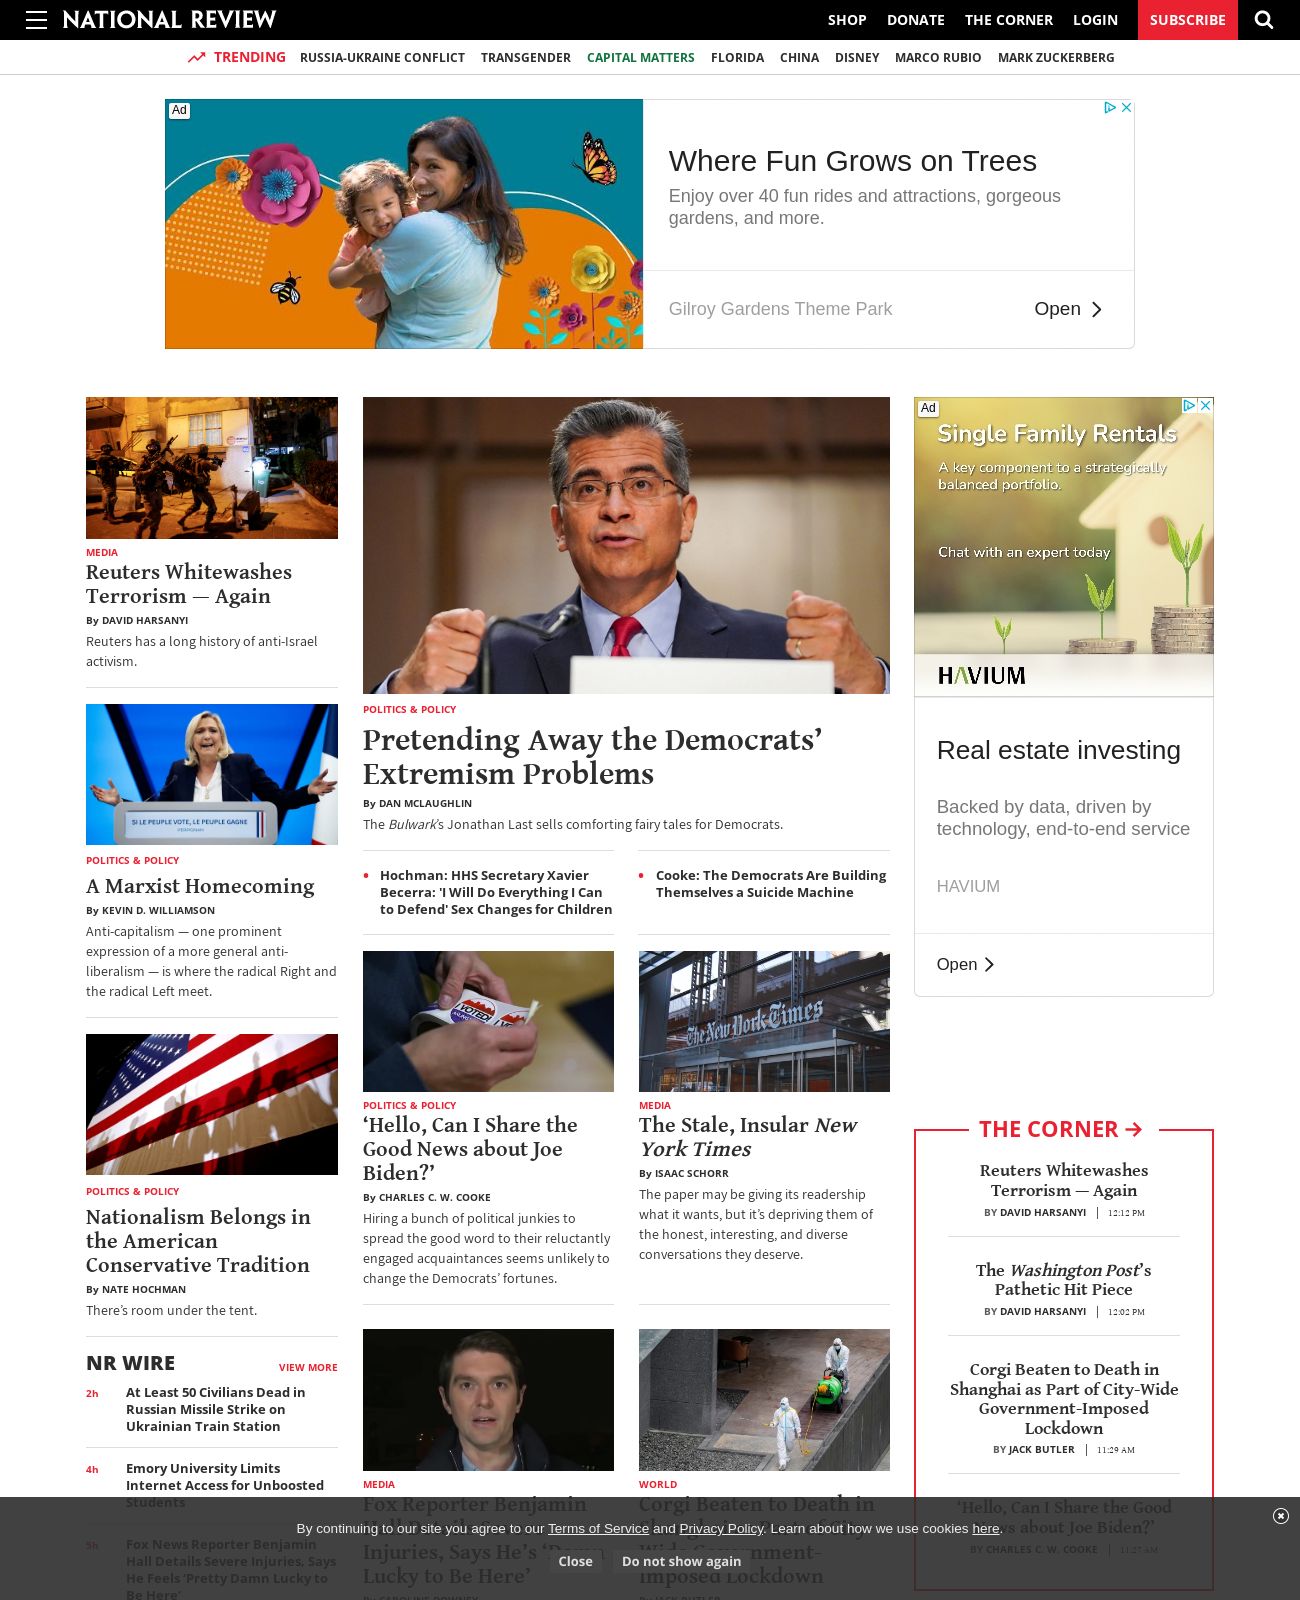 NATIONAL REVIEW
SHOP DONATE THE CORNER LOGIN SUBSCRIBE
TRENDING RUSSIA-UKRAINE CONFLICT TRANSGENDER CAPITAL MATTERS FLORIDA CHINA DISNEY MARCO RUBIO MARK ZUCKERBERG
Ad
Where Fun Grows on Trees
Enjoy over 40 fun rides and attractions, gorgeous
gardens, and more.
Gilroy Gardens Theme Park
Open
MEDIA
Reuters Whitewashes
Terrorism — Again
By DAVID HARSANYI
Reuters has a long history of anti-Israel
activism.
SI LE PEUPLE VOTE, LE PEUPLE GAGNE
POLITICS & POLICY
A Marxist Homecoming
By KEVIN D. WILLIAMSON
Anti-capitalism — one prominent
expression of a more general anti-
liberalism — is where the radical Right and
the radical Left meet.
POLITICS & POLICY
Nationalism Belongs in
the American
Conservative Tradition
By NATE HOCHMAN
There’s room under the tent.
NR WIRE
VIEW MORE
2h
At Least 50 Civilians Dead in
Russian Missile Strike on
Ukrainian Train Station
4h
Emory University Limits
Internet Access for Unboosted
Students
5h
Fox News Reporter Benjamin
Hall Details Severe Injuries, Says
He Feels ‘Pretty Damn Lucky to
Be Here’
POLITICS & POLICY
Pretending Away the Democrats’
Extremism Problems
By DAN MCLAUGHLIN
The Bulwark’s Jonathan Last sells comforting fairy tales for Democrats.
• Hochman: HHS Secretary Xavier
Becerra: 'I Will Do Everything I Can
to Defend' Sex Changes for Children
• Cooke: The Democrats Are Building
Themselves a Suicide Machine
I VOTED!
POLITICS & POLICY
‘Hello, Can I Share the
Good News about Joe
Biden?’
By CHARLES C. W. COOKE
Hiring a bunch of political junkies to
spread the good word to their reluctantly
engaged acquaintances seems unlikely to
change the Democrats’ fortunes.
The New York Times
MEDIA
The Stale, Insular New
York Times
By ISAAC SCHORR
The paper may be giving its readership
what it wants, but it’s depriving them of
the honest, interesting, and diverse
conversations they deserve.
MEDIA
Fox Reporter Benjamin
Injuries, Says He’s ‘Damn
Lucky to Be Here’
By CAROLINE DOWNEY
WORLD
Corgi Beaten to Death in
Imposed Lockdown
By JACK BUTLER
Ad
Single Family Rentals
A key component to a strategically
balanced portfolio.
Chat with an expert today
HAVIUM
Real estate investing
Backed by data, driven by
technology, end-to-end service
HAVIUM
Open
THE CORNER
Reuters Whitewashes
Terrorism — Again
BY DAVID HARSANYI | 12:12 PM
The Washington Post’s
Pathetic Hit Piece
BY DAVID HARSANYI | 12:02 PM
Corgi Beaten to Death in
Shanghai as Part of City-Wide
Government-Imposed
Lockdown
BY JACK BUTLER | 11:29 AM
‘Hello, Can I Share the Good
News about Joe Biden?’
BY CHARLES C. W. COOKE | 11:27 AM
By continuing to our site you agree to our Terms of Service and Privacy Policy. Learn about how we use cookies here.
Close Do not show again